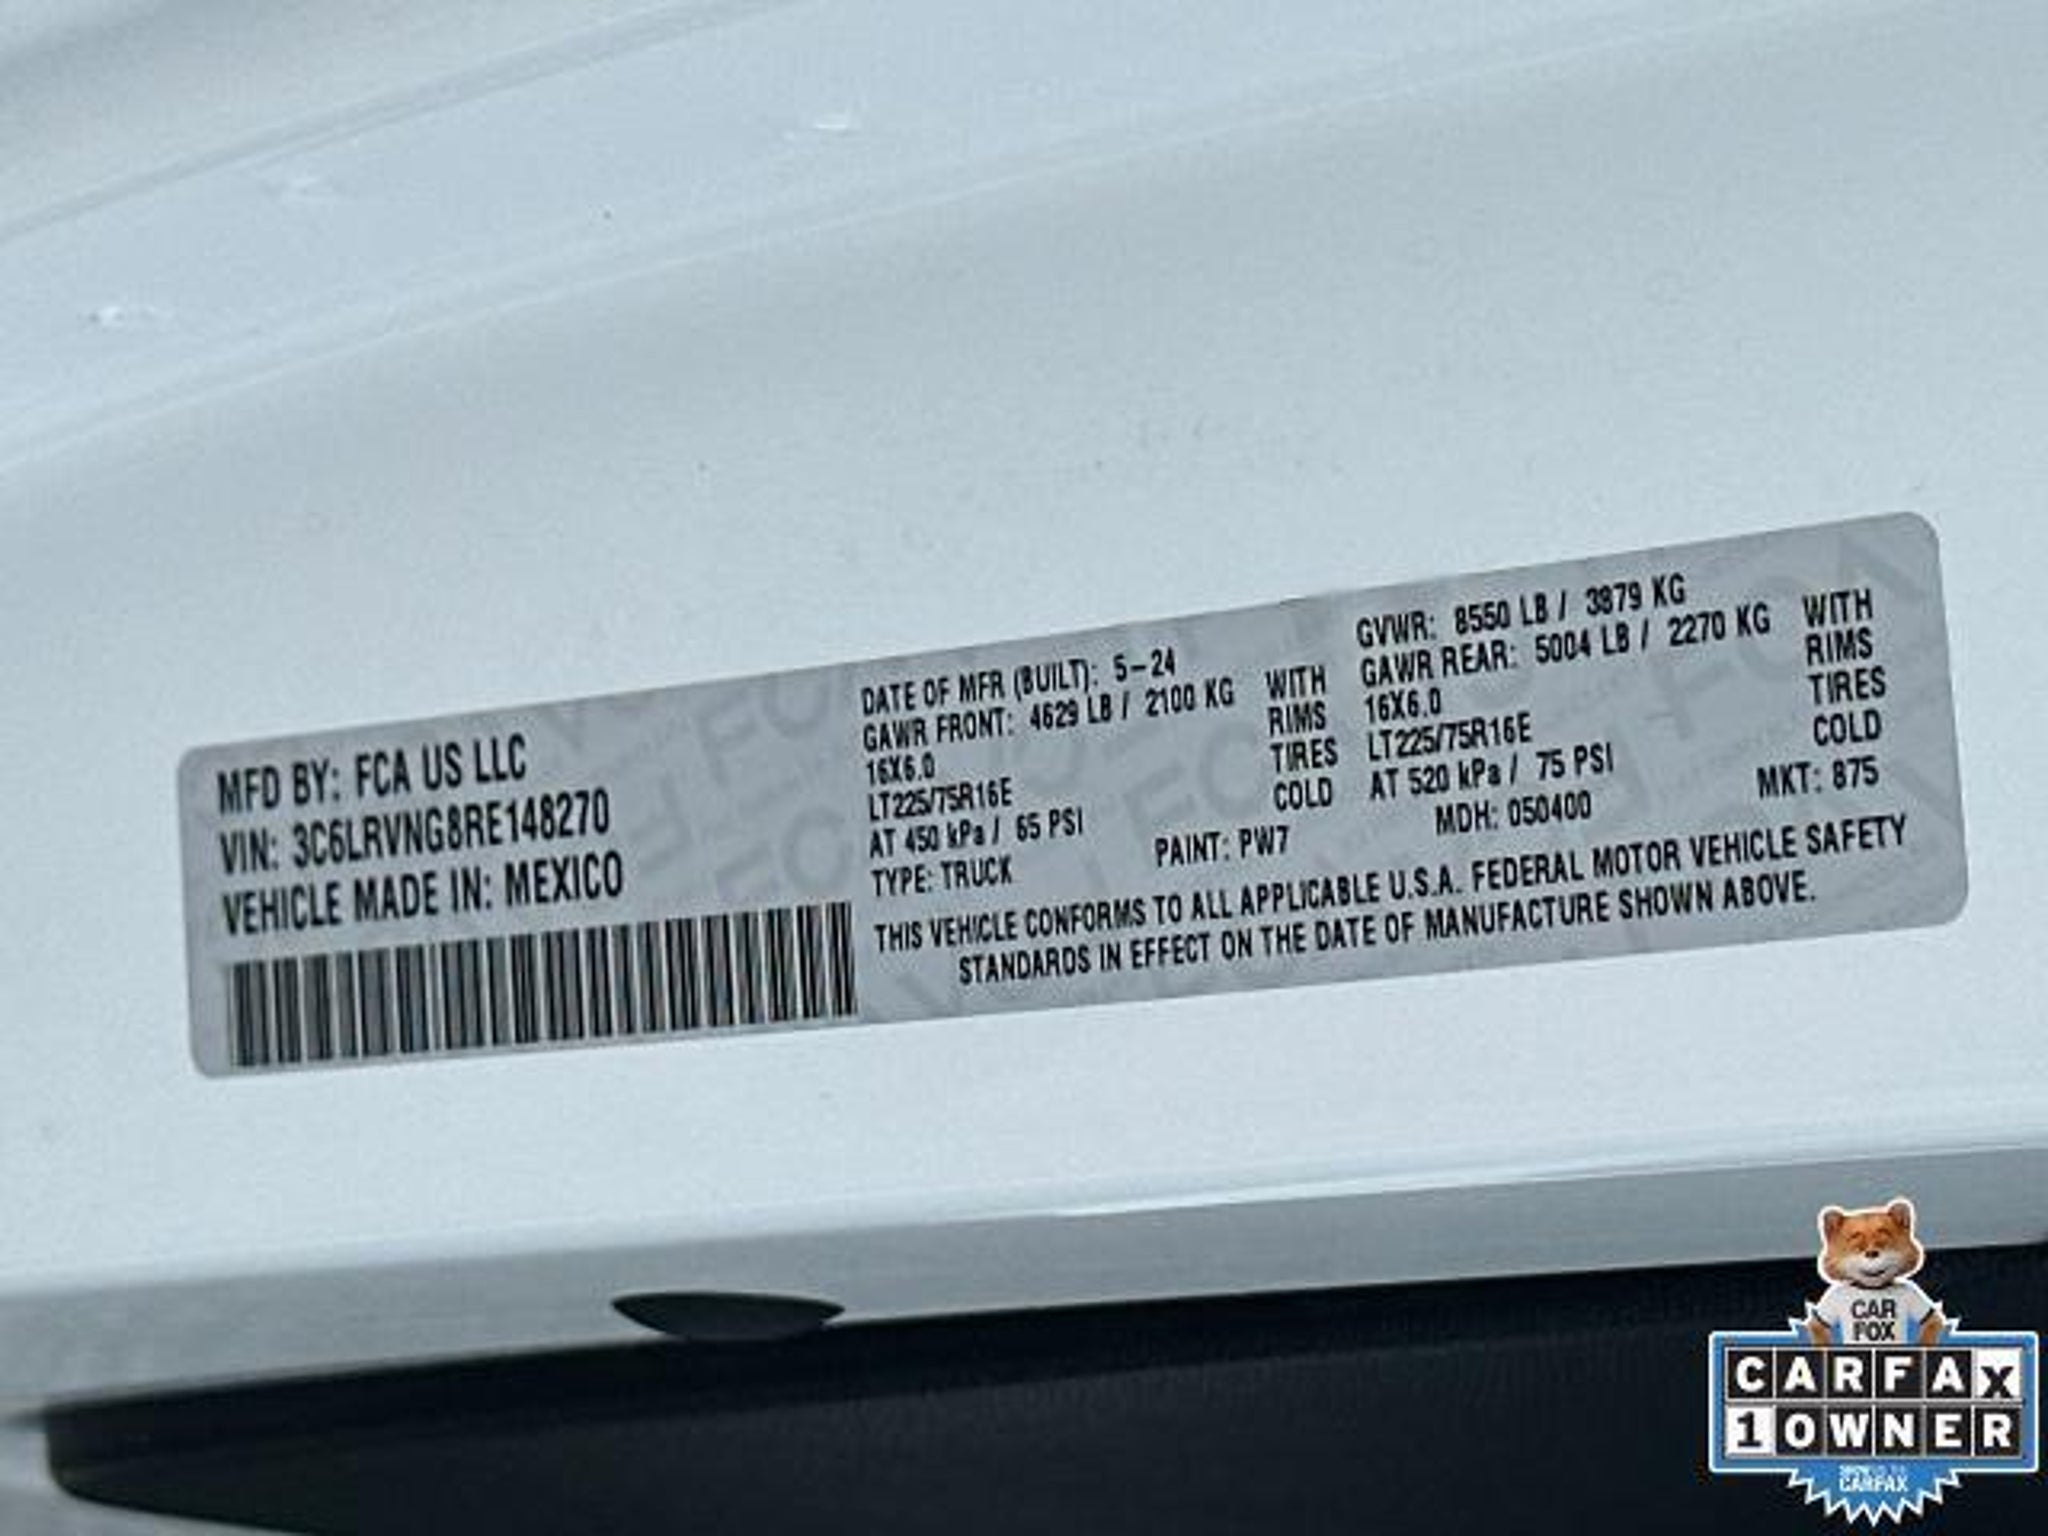 MFD BY: FCA US LLC
VIN: 3C6LRVNG8RE148270
VEHICLE MADE IN: MEXICO
DATE OF MFR (BUILT): 5-24
GAWR FRONT: 4629 LB / 2100 KG WITH
16X6.0 RIMS
LT225/75R16E TIRES
AT 450 kPa / 65 PSI COLD
GVWR: 8550 LB / 3879 KG
GAWR REAR: 5004 LB / 2270 KG WITH
16X6.0 RIMS
LT225/75R16E TIRES
AT 520 kPa / 75 PSI COLD
TYPE: TRUCK PAINT: PW7 MDH: 050400 MKT: 875
THIS VEHICLE CONFORMS TO ALL APPLICABLE U.S.A. FEDERAL MOTOR VEHICLE SAFETY
STANDARDS IN EFFECT ON THE DATE OF MANUFACTURE SHOWN ABOVE.
CAR
FOX
CARFAX
1 OWNER
CARFAX